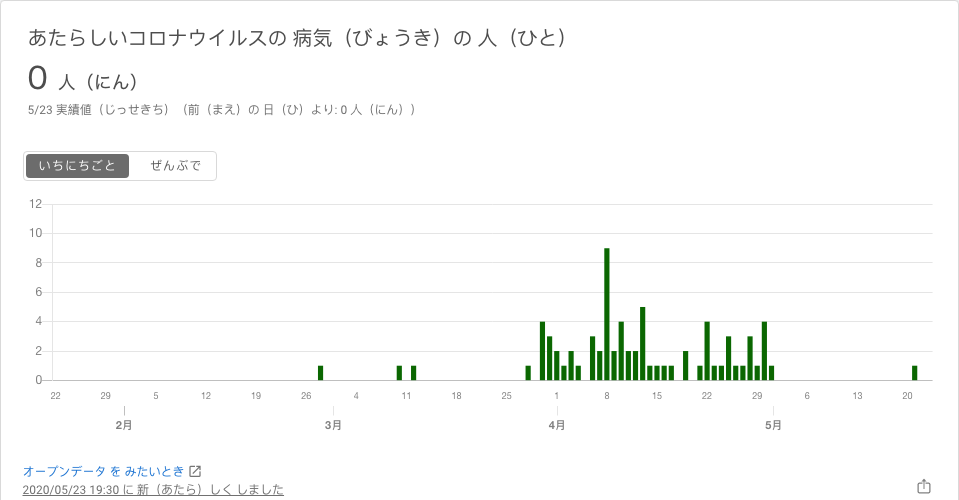 あたらしいコロナウイルスの 病気（びょうき）の 人（ひと）
0 人（にん）
5/23 実績値（じっせきち）（前（まえ）の 日（ひ）より: 0 人（にん））
いちにちごと ぜんぶで
12
10
8
6
4
2
0
22 29 5 12 19 26 4 11 18 25 1 8 15 22 29 6 13 20
2月 3月 4月 5月
オープンデータ を みたいとき
2020/05/23 19:30 に 新（あたら）しく しました